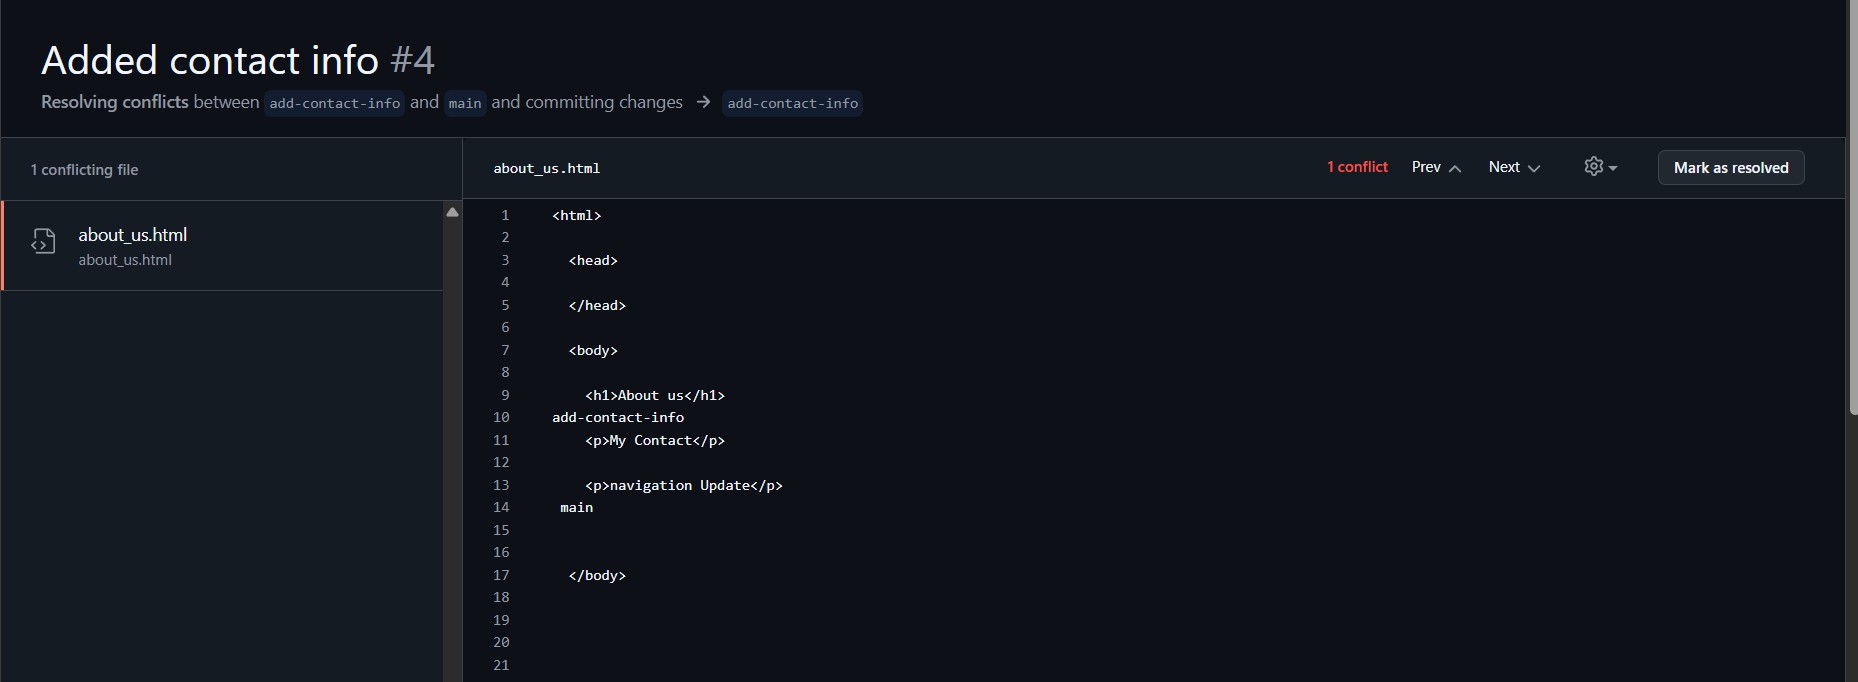 Added contact info #4
Resolving conflicts between add-contact-info and main and committing changes → add-contact-info
1 conflicting file
about_us.html
about_us.html
about_us.html
1 conflict Prev Next Mark as resolved
1 <html>
2
3 <head>
4
5 </head>
6
7 <body>
8
9 <h1>About us</h1>
10 add-contact-info
11 <p>My Contact</p>
12
13 <p>navigation Update</p>
14 main
15
16
17 </body>
18
19
20
21